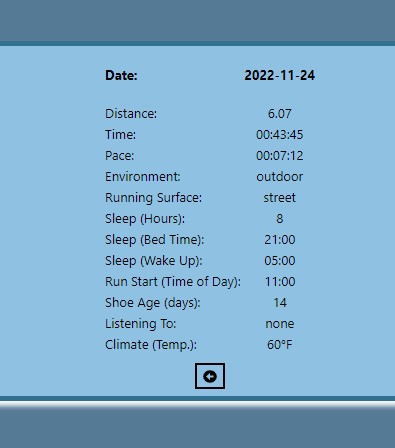 Date: 2022-11-24
Distance: 6.07
Time: 00:43:45
Pace: 00:07:12
Environment: outdoor
Running Surface: street
Sleep (Hours): 8
Sleep (Bed Time): 21:00
Sleep (Wake Up): 05:00
Run Start (Time of Day): 11:00
Shoe Age (days): 14
Listening To: none
Climate (Temp.): 60°F